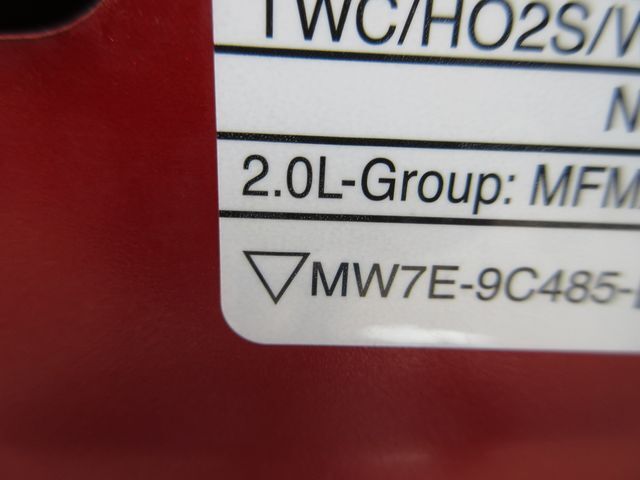 TWC/HO2S/
2.0L-Group: MFM
MW7E-9C485-